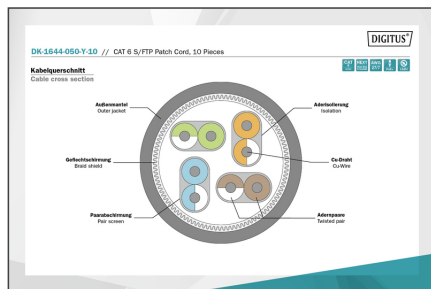 DIGITUS®
DK-1644-050-Y-10 // CAT 6 S/FTP Patch Cord, 10 Pieces
Kabelquerschnitt
Cable cross section
Außenmantel
Outer jacket
Aderisolierung
Isolation
Geflechtschirmung
Braid shield
Cu-Draht
Cu-Wire
Paarabschirmung
Pair screen
Adernpaare
Twisted pair